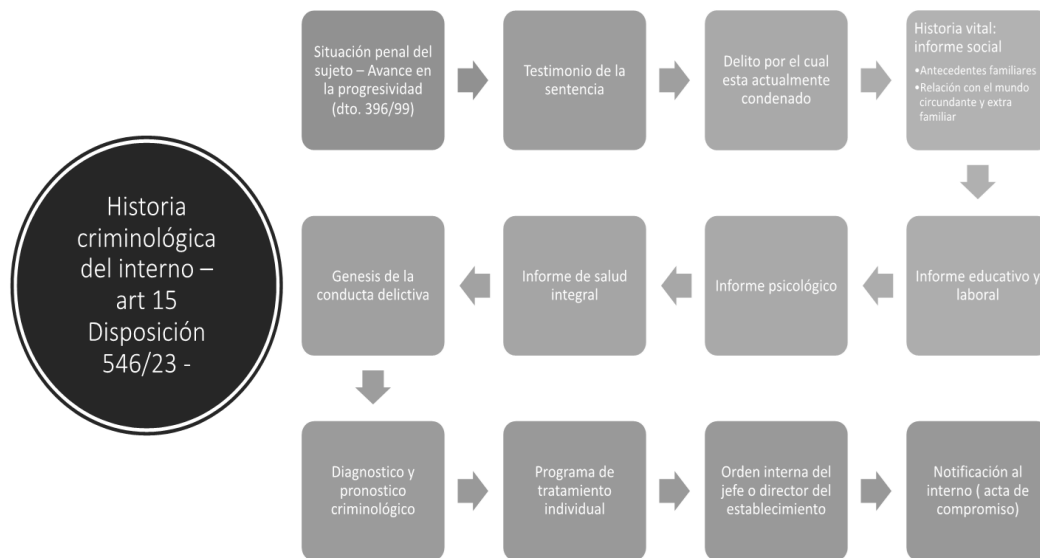 Historia
criminológica
del interno –
art 15
Disposición
546/23 -
Situación penal del
sujeto – Avance en
la progresividad
(dto. 396/99)
Testimonio de la
sentencia
Delito por el cual
esta actualmente
condenado
Historia vital:
informe social
•Antecedentes familiares
•Relación con el mundo
circundante y extra
familiar
Informe educativo y
laboral
Informe psicológico
Informe de salud
integral
Genesis de la
conducta delictiva
Diagnostico y
pronostico
criminológico
Programa de
tratamiento
individual
Orden interna del
jefe o director del
establecimiento
Notificación al
interno ( acta de
compromiso)